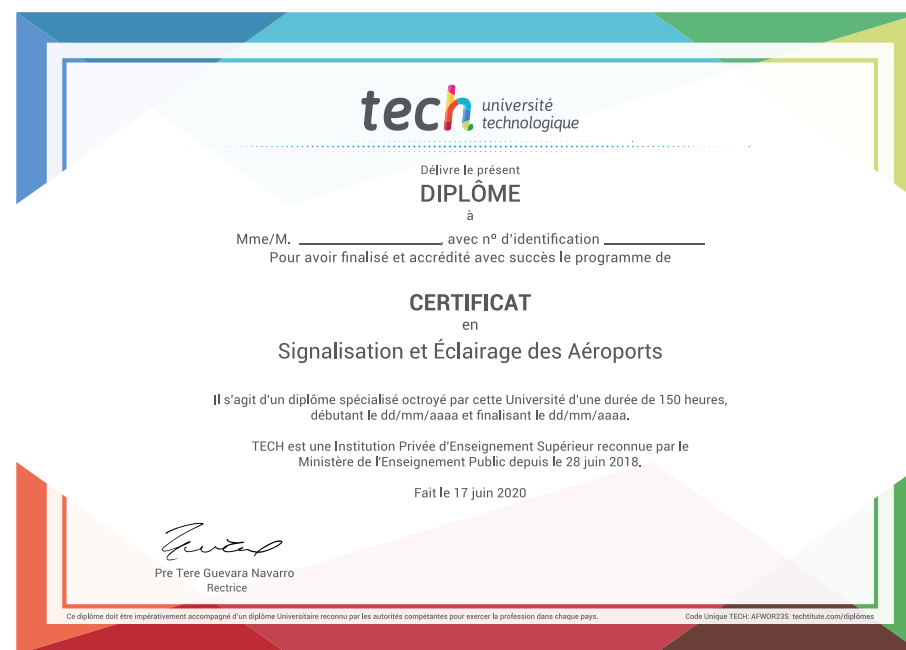 tech université
technologique
Délivre le présent
DIPLÔME
à
Mme/M. ____________________, avec nº d'identification ______________
Pour avoir finalisé et accrédité avec succès le programme de
CERTIFICAT
en
Signalisation et Éclairage des Aéroports
Il s'agit d'un diplôme spécialisé octroyé par cette Université d'une durée de 150 heures,
débutant le dd/mm/aaaa et finalisant le dd/mm/aaaa.
TECH est une Institution Privée d'Enseignement Supérieur reconnue par le
Ministère de l'Enseignement Public depuis le 28 juin 2018.
Fait le 17 juin 2020
Pre Tere Guevara Navarro
Rectrice
Ce diplôme doit être impérativement accompagné d'un diplôme Universitaire reconnu par les autorités compétantes pour exercer la profession dans chaque pays.
Code Unique TECH: AFWOR23S techtitute.com/diplômes